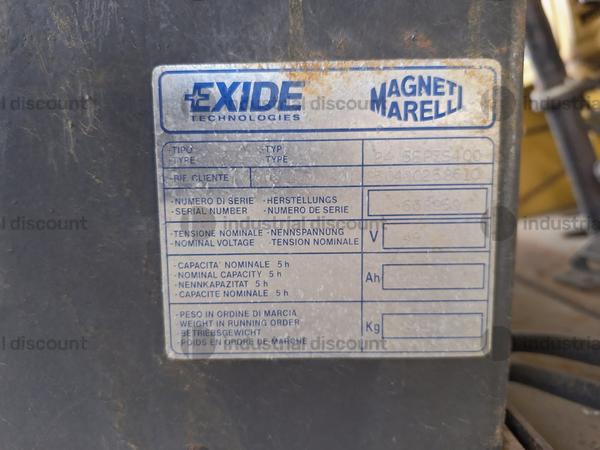 EXIDE
TECHNOLOGIES
MAGNETI
MARELLI
-TIPO -TYP
-TYPE -TYPE
-RIF. CLIENTE
-NUMERO DI SERIE -HERSTELLUNGS
-SERIAL NUMBER -NUMERO DE SERIE
-TENSIONE NOMINALE -NENNSPANNUNG V
-NOMINAL VOLTAGE -TENSION NOMINALE
-CAPACITA' NOMINALE 5 h
-NOMINAL CAPACITY 5 h Ah
-NENNKAPAZITAT 5 h
-CAPACITE NOMINALE 5 h
-PESO IN ORDINE DI MARCIA
WEIGHT IN RUNNING ORDER Kg
BETRIEBSGEWICHT
-POIDS EN ORDRE DE MARCHE
industrial discount